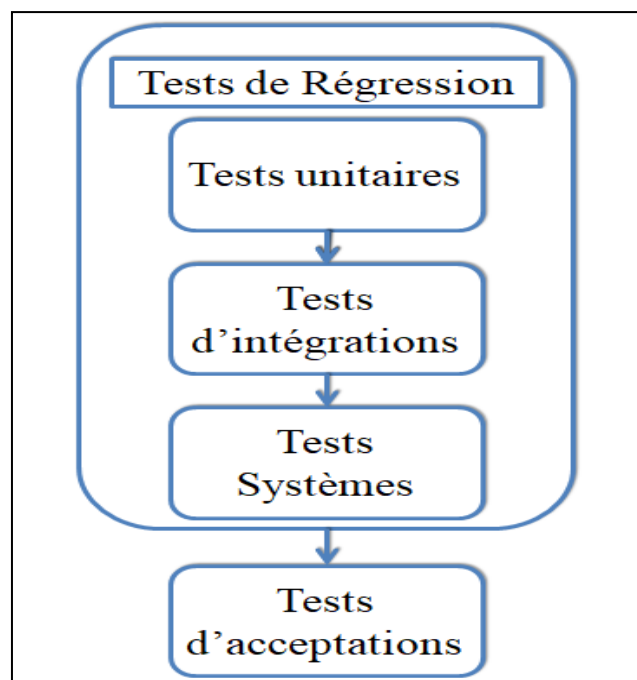 Tests de Régression
Tests unitaires
Tests
d’intégrations
Tests
Systèmes
Tests
d’acceptations